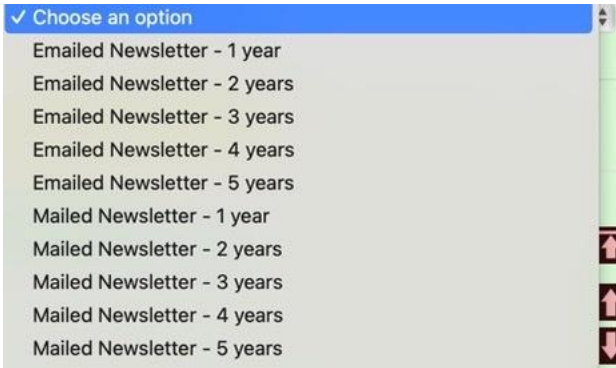 ✓ Choose an option
Emailed Newsletter - 1 year
Emailed Newsletter - 2 years
Emailed Newsletter - 3 years
Emailed Newsletter - 4 years
Emailed Newsletter - 5 years
Mailed Newsletter - 1 year
Mailed Newsletter - 2 years
Mailed Newsletter - 3 years
Mailed Newsletter - 4 years
Mailed Newsletter - 5 years